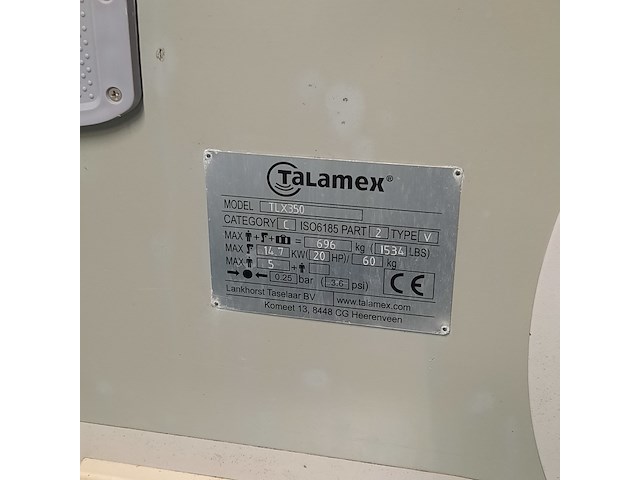 TaLamex®
MODEL TLX350
CATEGORY C ISO6185 PART 2 TYPE V
MAX + + = 696 kg (1534 LBS)
MAX 14.7 KW(20 HP)/ 60 kg
MAX 5 +
0.25 bar (3.6 psi)
CE
Lankhorst Taselaar BV www.talamex.com
Komeet 13, 8448 CG Heerenveen